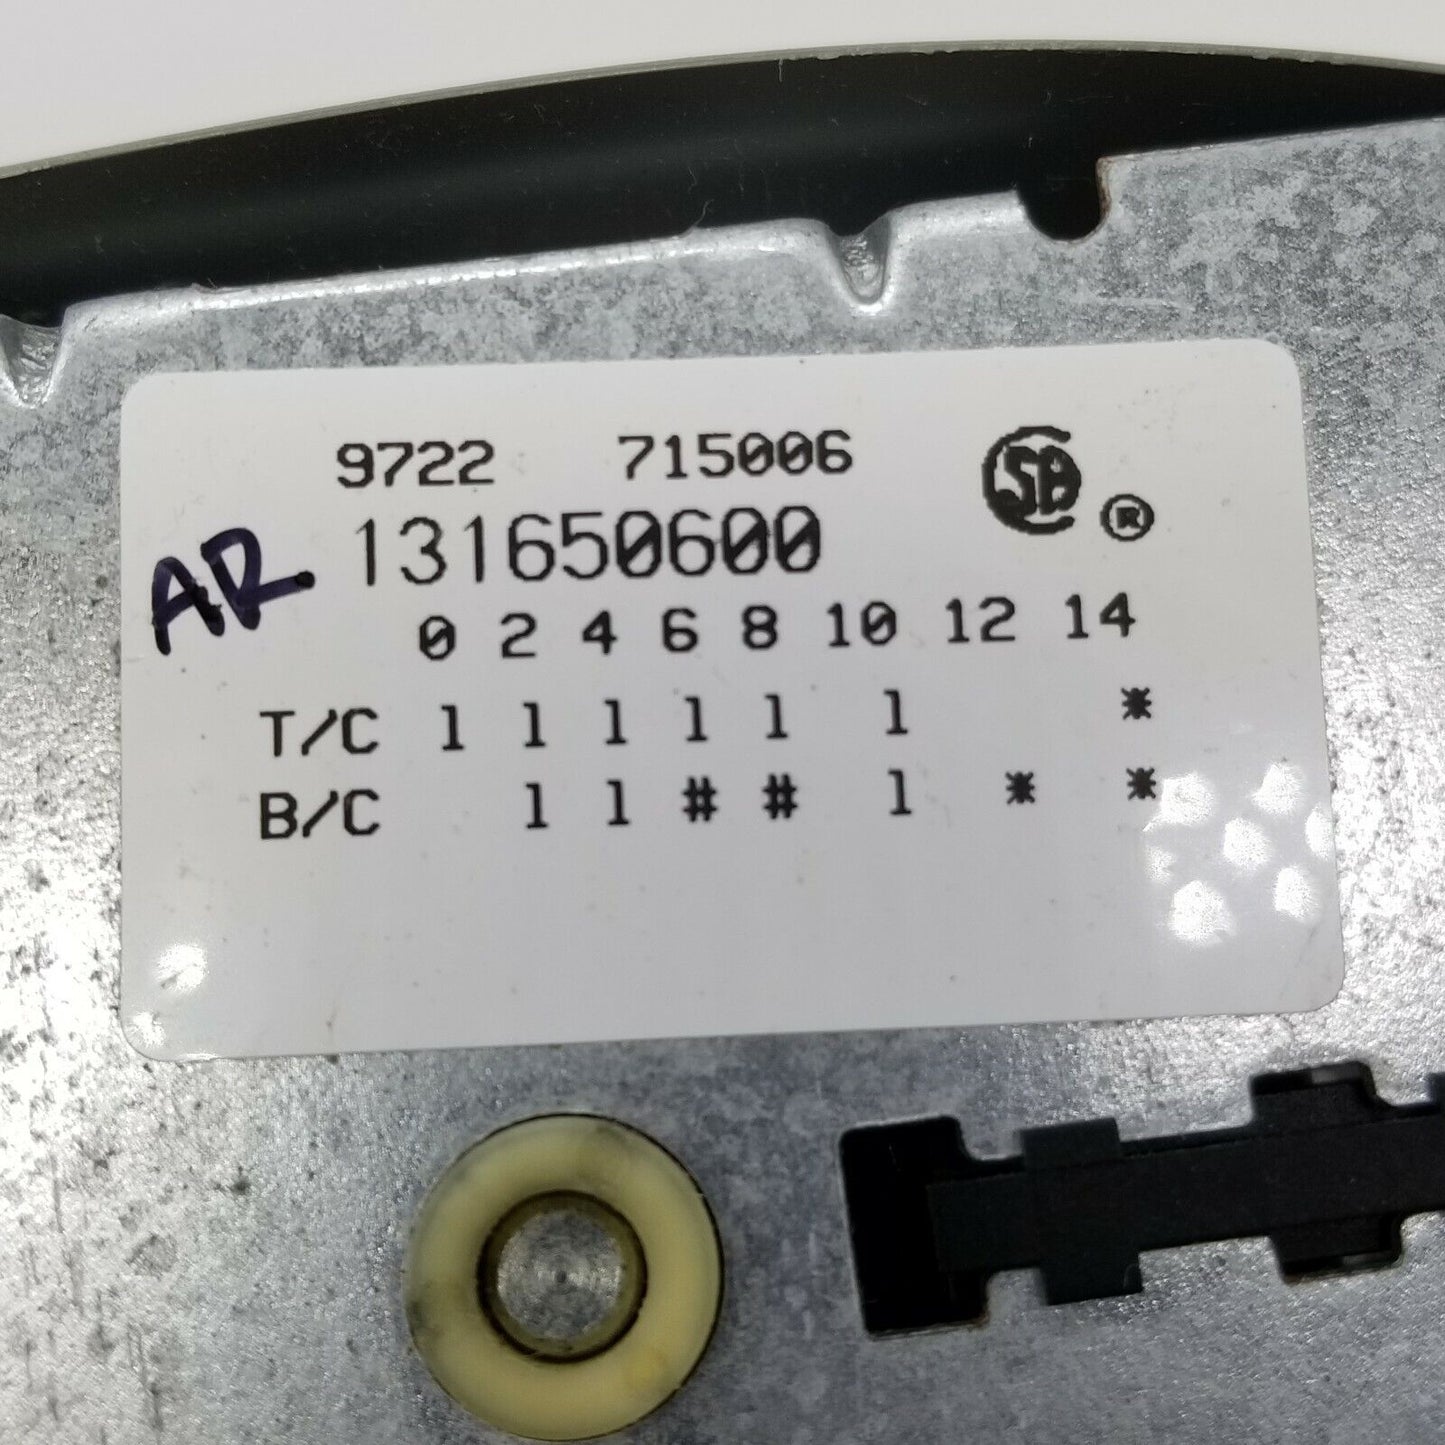 9722 715006
SA ®
AR 131650600
0 2 4 6 8 10 12 14
T/C 1 1 1 1 1 1 *
B/C 1 1 # # 1 * *